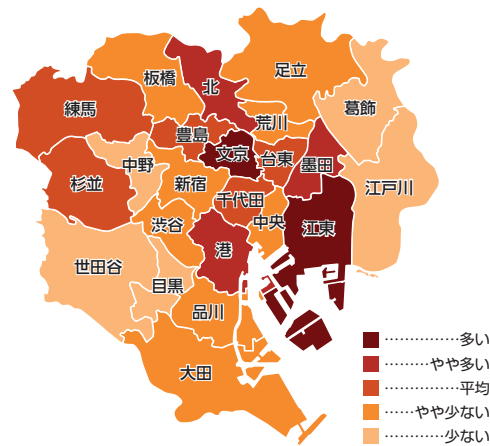 足立
板橋
北
葛飾
練馬
荒川
豊島
文京
台東
墨田
中野
杉並
新宿
江戸川
千代田
中央
渋谷
江東
港
世田谷
目黒
品川
大田
……………多い
………やや多い
……………平均
……やや少ない
…………少ない